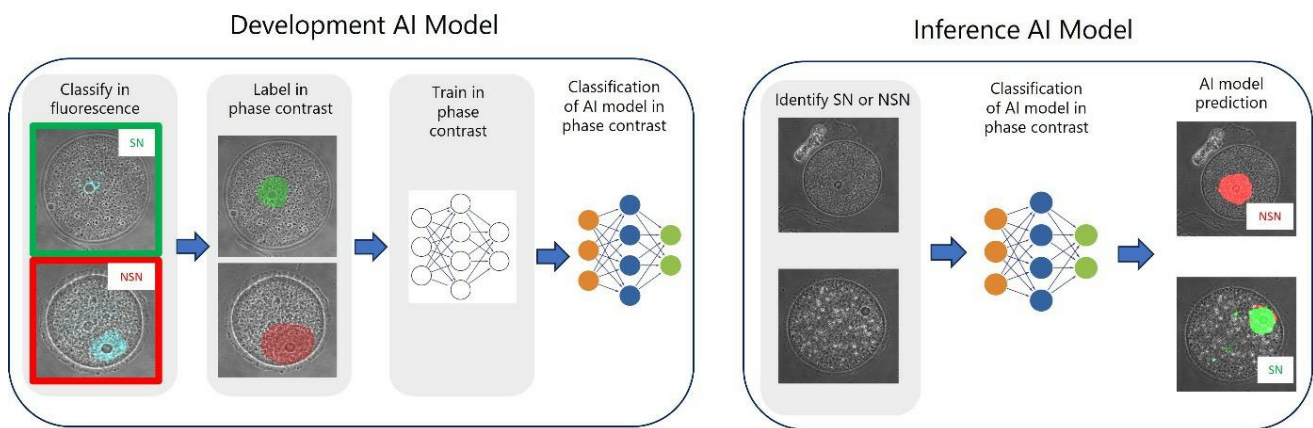 Development AI Model
Classify in
fluorescence
SN
NSN
Label in
phase contrast
Train in
phase
contrast
Classification
of AI model in
phase contrast
Inference AI Model
Identify SN or NSN
Classification
of AI model in
phase contrast
AI model
prediction
NSN
SN